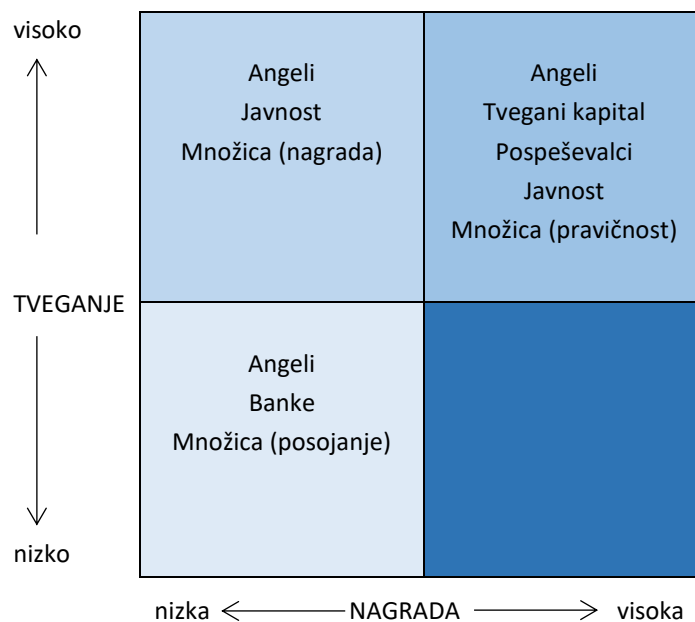 visoko
Angeli
Javnost
Množica (nagrada)
Angeli
Tvegani kapital
Pospeševalci
Javnost
Množica (pravičnost)
TVEGANJE
Angeli
Banke
Množica (posojanje)
nizko
nizka NAGRADA visoka